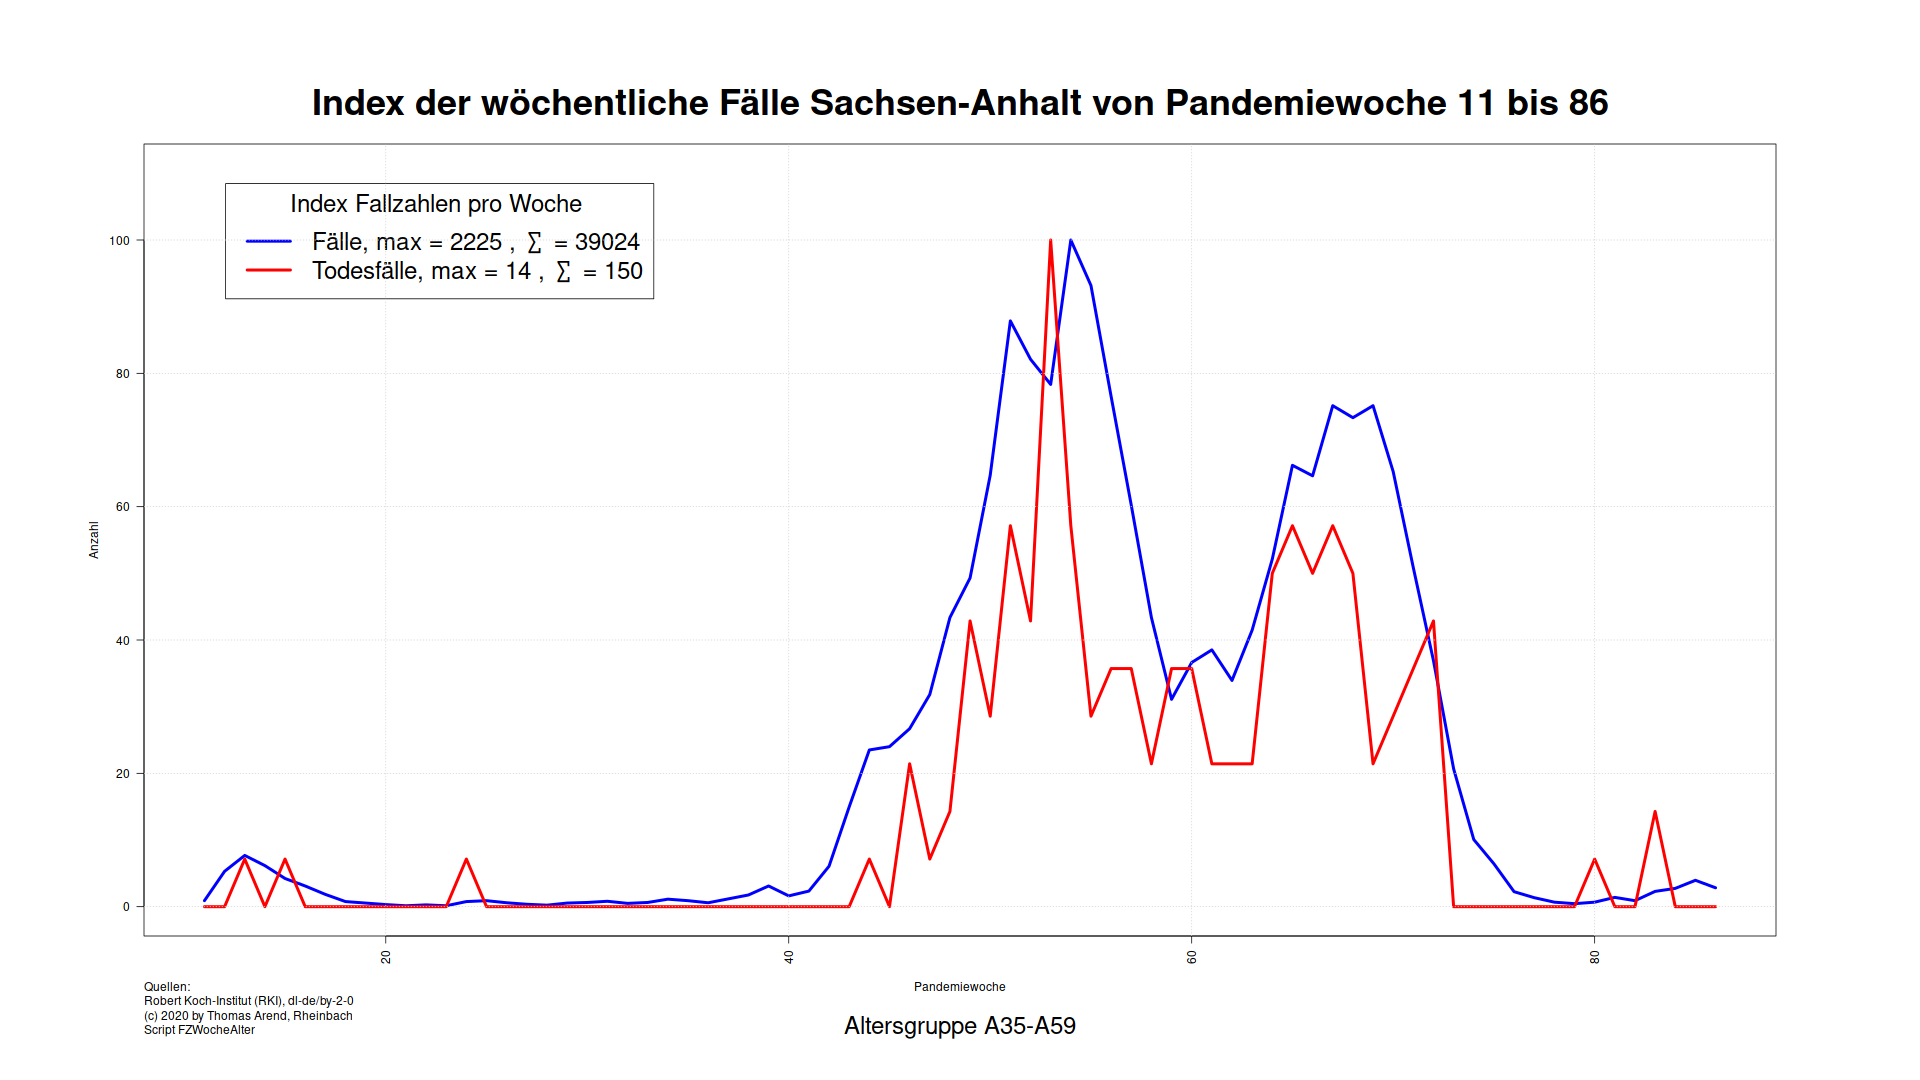 Index der wöchentliche Fälle Sachsen-Anhalt von Pandemiewoche 11 bis 86
Index Fallzahlen pro Woche
Fälle, max = 2225 , ∑ = 39024
Todesfälle, max = 14 , ∑ = 150
100
80
60
40
20
0
Anzahl
20
40
60
80
Pandemiewoche
Quellen:
Robert Koch-Institut (RKI), dl-de/by-2-0
(c) 2020 by Thomas Arend, Rheinbach
Script FZWocheAlter
Altersgruppe A35-A59